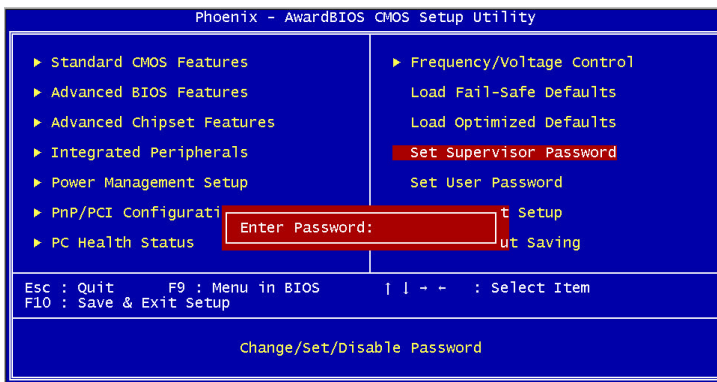 Phoenix - AwardBIOS CMOS Setup Utility
▶ Standard CMOS Features
▶ Advanced BIOS Features
▶ Advanced Chipset Features
▶ Integrated Peripherals
▶ Power Management Setup
▶ PnP/PCI Configurati
▶ PC Health Status
▶ Frequency/Voltage Control
Load Fail-Safe Defaults
Load Optimized Defaults
Set Supervisor Password
Set User Password
t Setup
ut Saving
Enter Password:
Esc : Quit F9 : Menu in BIOS ↑ ↓ → ← : Select Item
F10 : Save & Exit Setup
Change/Set/Disable Password